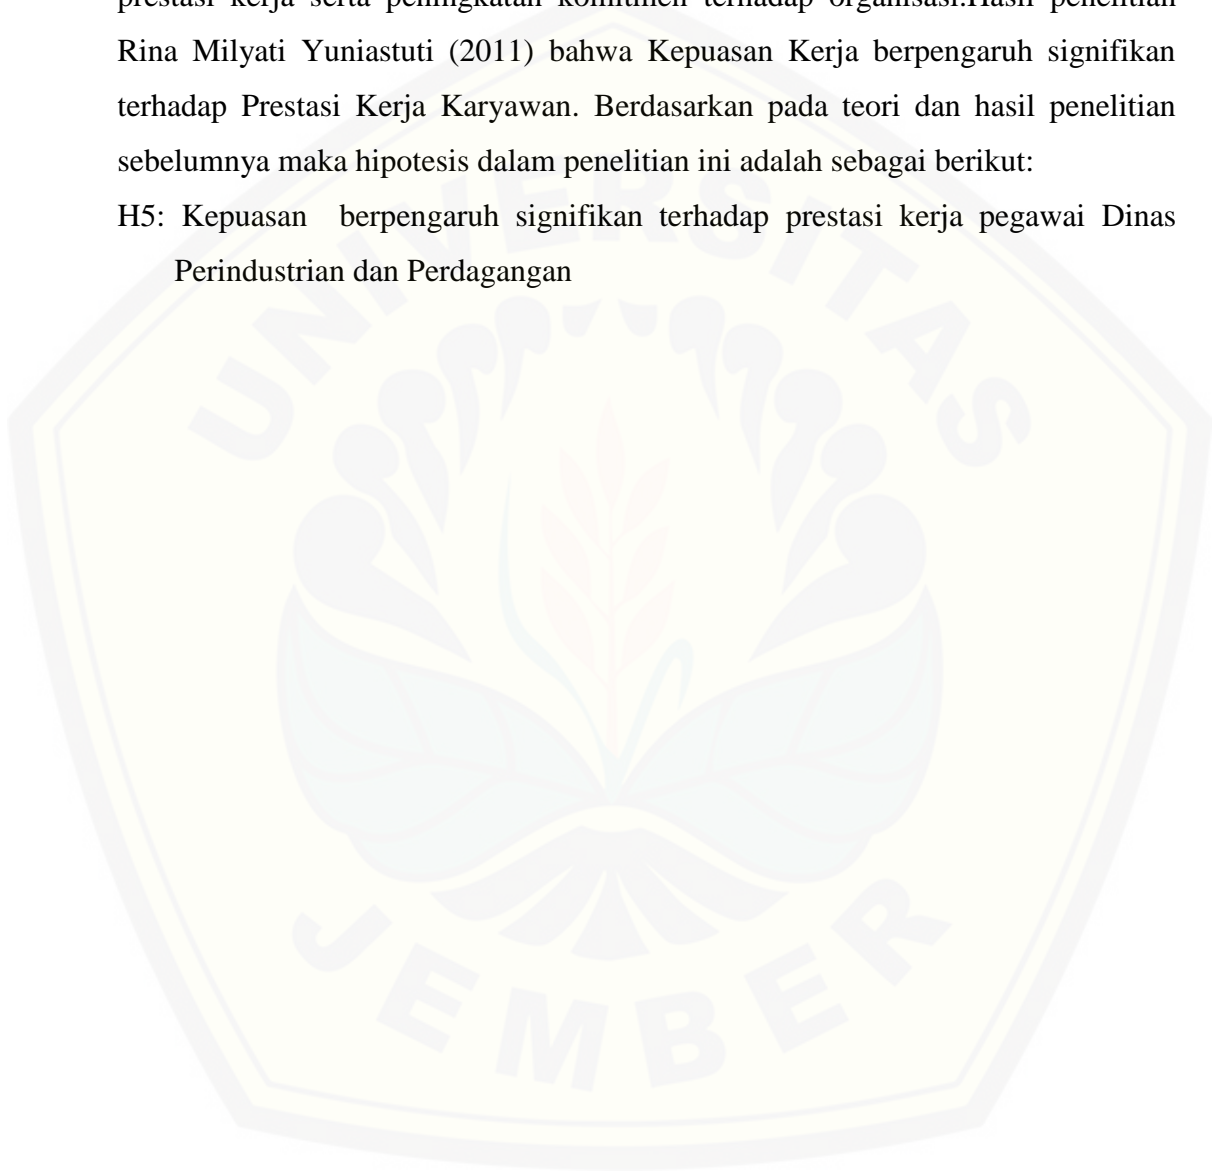 prestasi kerja serta peningkatan komitmen terhadap organisasi.Hasil penelitian
Rina Milyati Yuniastuti (2011) bahwa Kepuasan Kerja berpengaruh signifikan
terhadap Prestasi Kerja Karyawan. Berdasarkan pada teori dan hasil penelitian
sebelumnya maka hipotesis dalam penelitian ini adalah sebagai berikut:
H5: Kepuasan berpengaruh signifikan terhadap prestasi kerja pegawai Dinas
Perindustrian dan Perdagangan
UNIVERSITAS
JEMBER